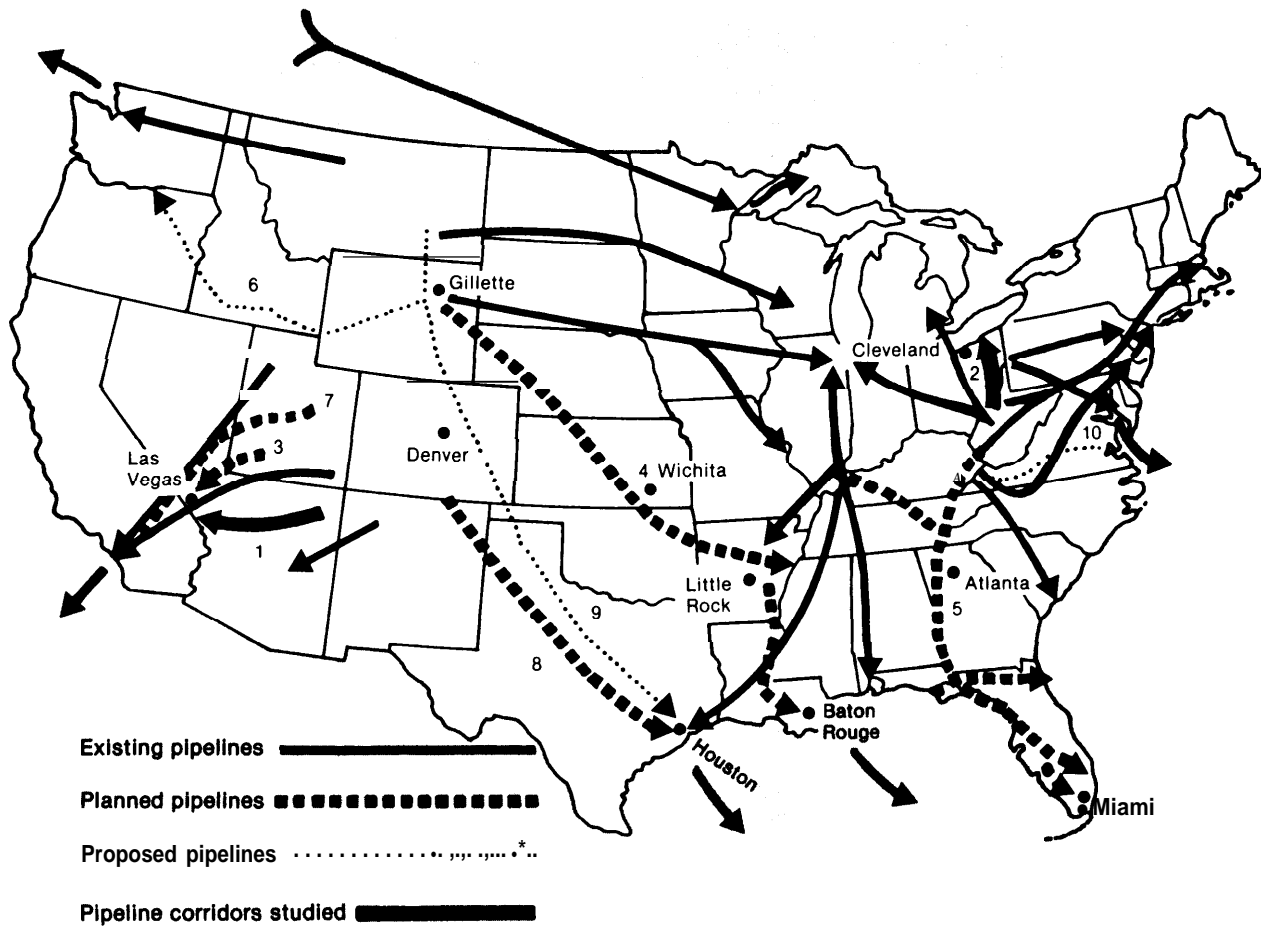 6
Gillette
Cleveland
2
7
Las
Vegas
3
Denver
4 Wichita
10
1
Little
Rock
Atlanta
9
5
8
Baton
Rouge
Houston
Miami
Existing pipelines
Planned pipelines
Proposed pipelines
Pipeline corridors studied